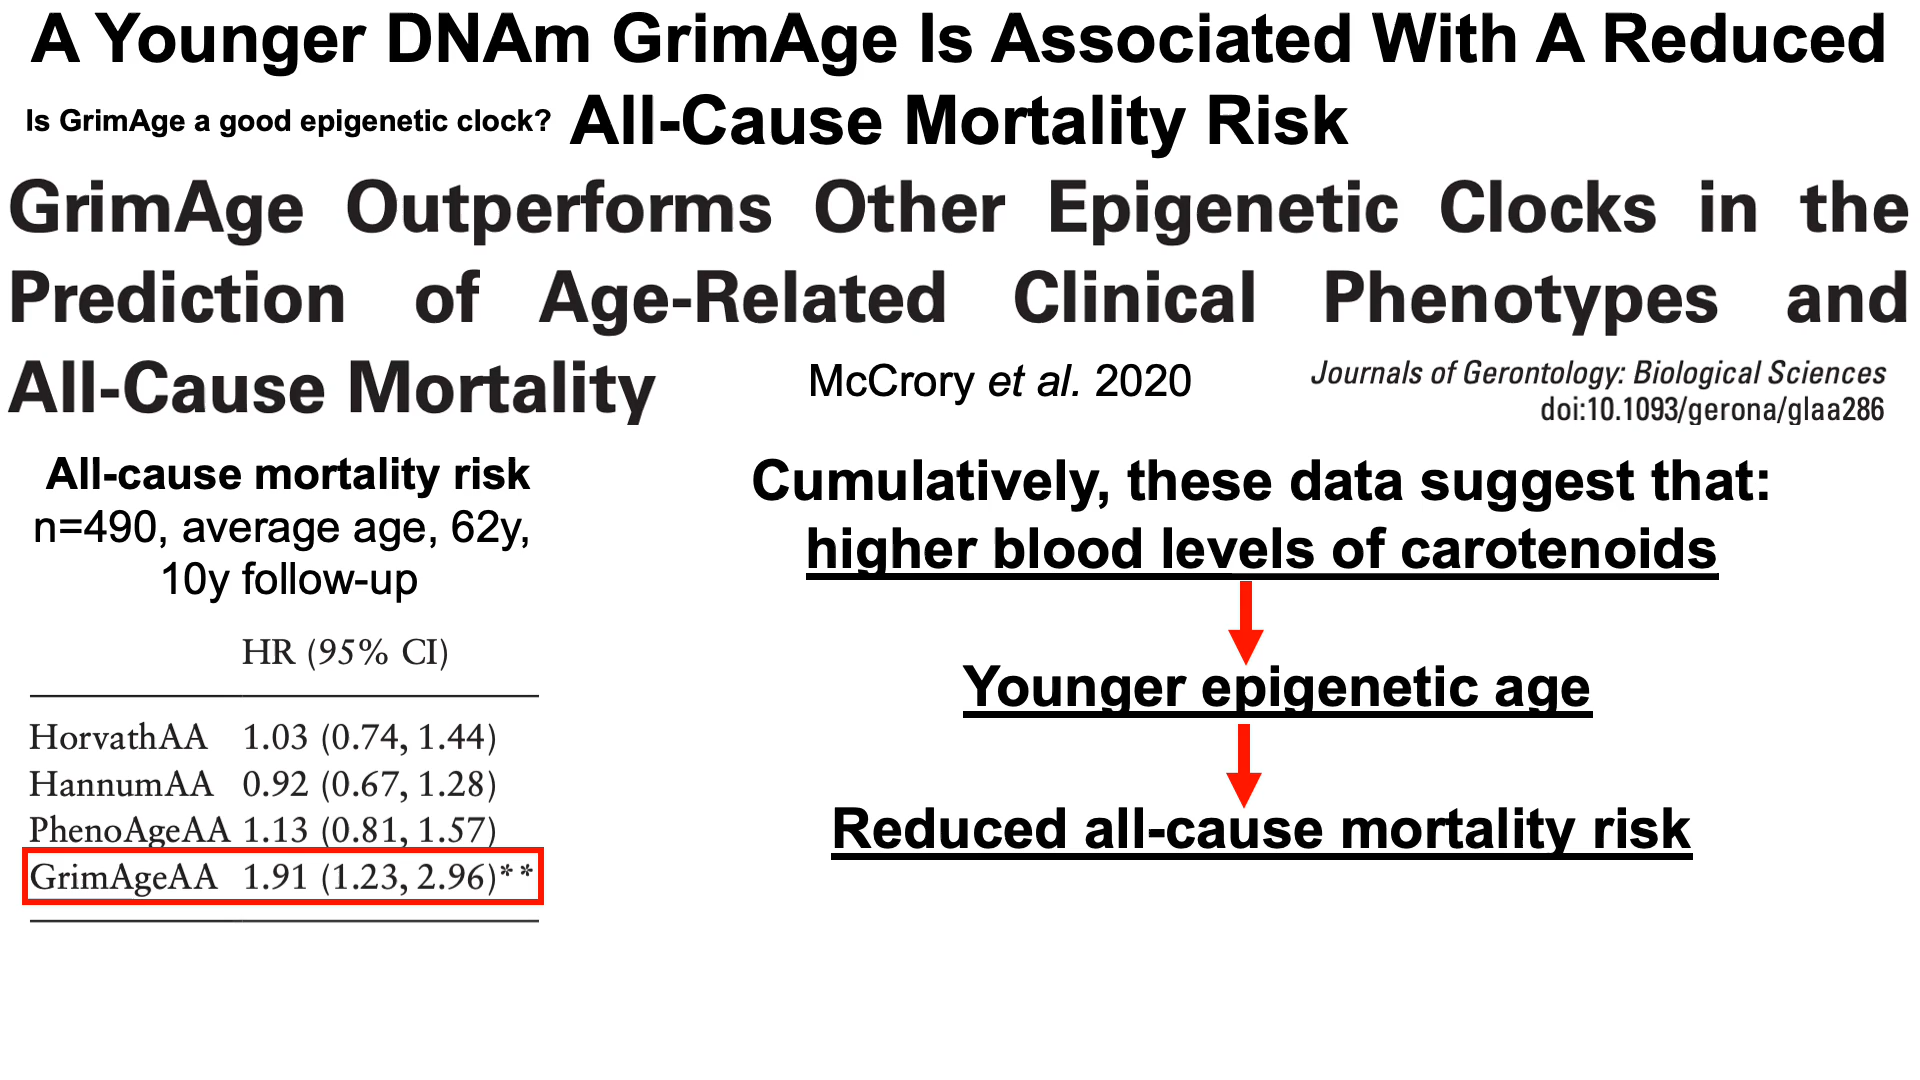 A Younger DNAm GrimAge Is Associated With A Reduced
Is GrimAge a good epigenetic clock? All-Cause Mortality Risk
GrimAge Outperforms Other Epigenetic Clocks in the
Prediction of Age-Related Clinical Phenotypes and
All-Cause Mortality
McCrory et al. 2020
Journals of Gerontology: Biological Sciences
doi:10.1093/gerona/glaa286
All-cause mortality risk
n=490, average age, 62y,
10y follow-up
HR (95% CI)
HorvathAA 1.03 (0.74, 1.44)
HannumAA 0.92 (0.67, 1.28)
PhenoAgeAA 1.13 (0.81, 1.57)
GrimAgeAA 1.91 (1.23, 2.96)**
Cumulatively, these data suggest that:
higher blood levels of carotenoids
Younger epigenetic age
Reduced all-cause mortality risk